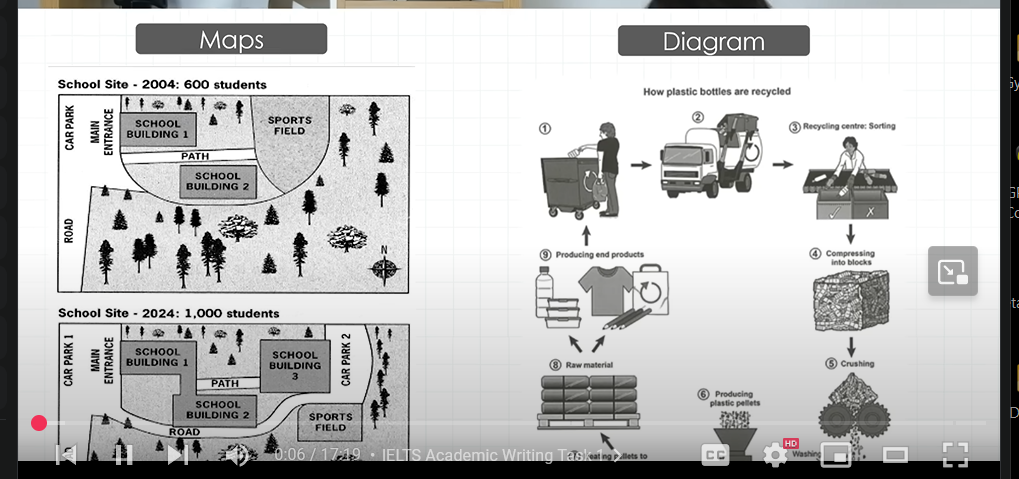 Maps
Diagram
School Site - 2004: 600 students
CAR PARK
MAIN
ENTRANCE
SCHOOL
BUILDING 1
SPORTS
FIELD
PATH
SCHOOL
BUILDING 2
ROAD
N
School Site - 2024: 1,000 students
CAR PARK 1
MAIN
ENTRANCE
SCHOOL
BUILDING 1
SCHOOL
BUILDING
3
CAR PARK 2
PATH
SCHOOL
BUILDING 2
SPORTS
FIELD
ROAD
How plastic bottles are recycled
1
2
3 Recycling centre: Sorting
4 Compressing
into blocks
5 Crushing
6 Producing
plastic pellets
Washing
8 Raw material
9 Producing end products
pellets to
0:06 / 17:19 • IELTS Academic Writing Task 1
CC
HD